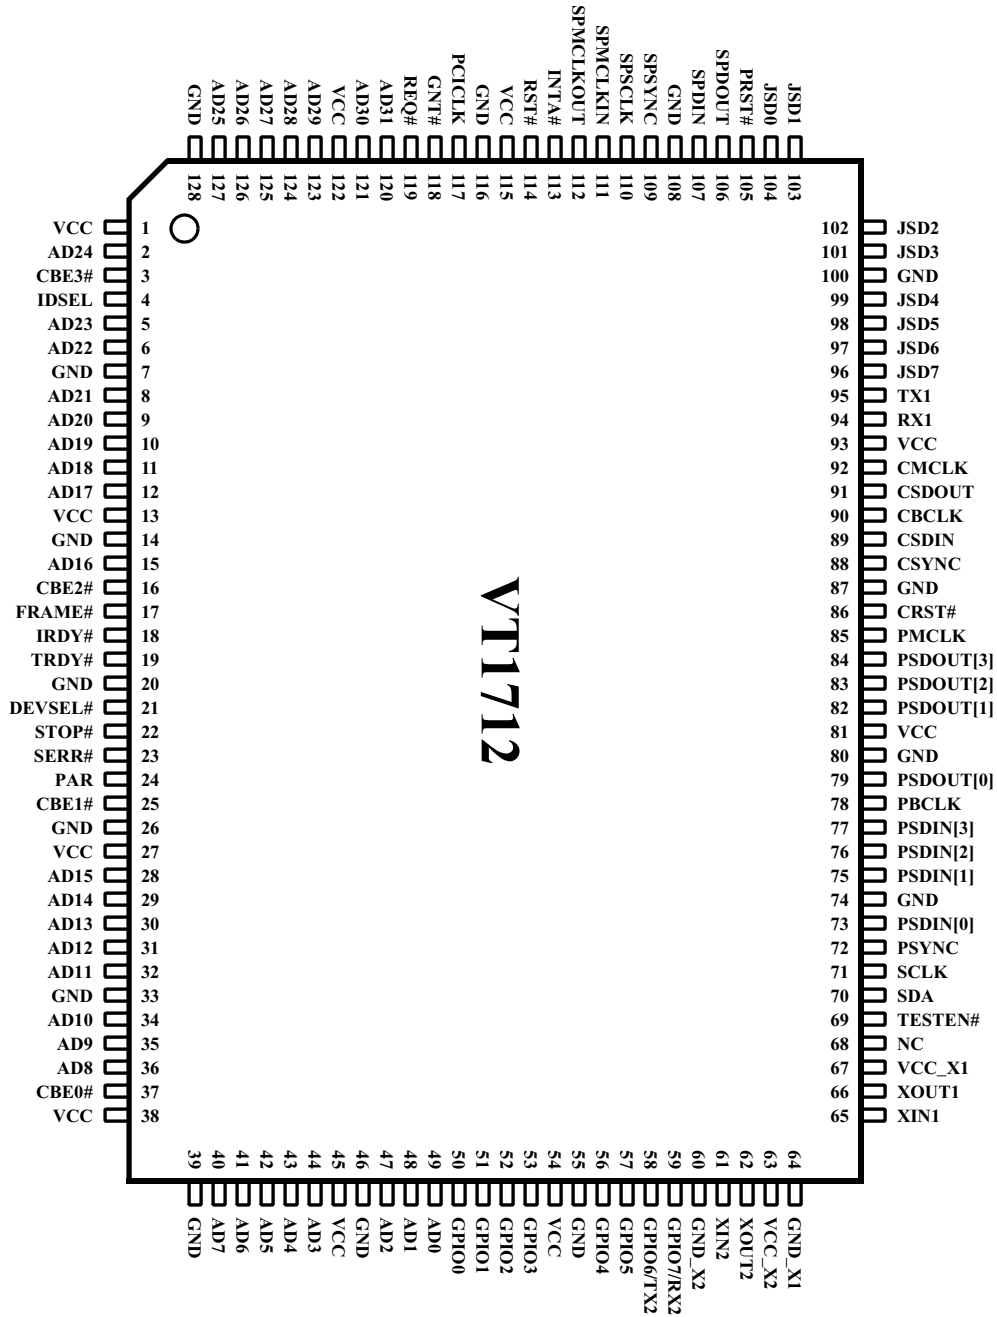 GND AD25 AD26 AD27 AD28 AD29 VCC AD30 AD31 REQ# GNT# PCICLK GND VCC RST# INTA# SPMCLKOUT SPMCLKIN SPSCLK SPSYNC GND SPDIN SPDOUT PRST# JSD0 JSD1
128 127 126 125 124 123 122 121 120 119 118 117 116 115 114 113 112 111 110 109 108 107 106 105 104 103
VCC 1 102 JSD2
AD24 2 101 JSD3
CBE3# 3 100 GND
IDSEL 4 99 JSD4
AD23 5 98 JSD5
AD22 6 97 JSD6
GND 7 96 JSD7
AD21 8 95 TX1
AD20 9 94 RX1
AD19 10 93 VCC
AD18 11 92 CMCLK
AD17 12 91 CSDOUT
VCC 13 90 CBCLK
GND 14 89 CSDIN
AD16 15 88 CSYNC
CBE2# 16 87 GND
FRAME# 17 86 CRST#
IRDY# 18 85 PMCLK
TRDY# 19 84 PSDOUT[3]
GND 20 83 PSDOUT[2]
DEVSEL# 21 82 PSDOUT[1]
STOP# 22 81 VCC
SERR# 23 80 GND
PAR 24 79 PSDOUT[0]
CBE1# 25 78 PBCLK
GND 26 77 PSDIN[3]
VCC 27 76 PSDIN[2]
AD15 28 75 PSDIN[1]
AD14 29 74 GND
AD13 30 73 PSDIN[0]
AD12 31 72 PSYNC
AD11 32 71 SCLK
GND 33 70 SDA
AD10 34 69 TESTEN#
AD9 35 68 NC
AD8 36 67 VCC_X1
CBE0# 37 66 XOUT1
VCC 38 65 XIN1
VT1712
39 40 41 42 43 44 45 46 47 48 49 50 51 52 53 54 55 56 57 58 59 60 61 62 63 64
GND AD7 AD6 AD5 AD4 AD3 VCC GND AD2 AD1 AD0 GPIO0 GPIO1 GPIO2 GPIO3 VCC GND GPIO4 GPIO5 GPIO6/TX2 GPIO7/RX2 GND_X2 XIN2 XOUT2 VCC_X2 GND_X1